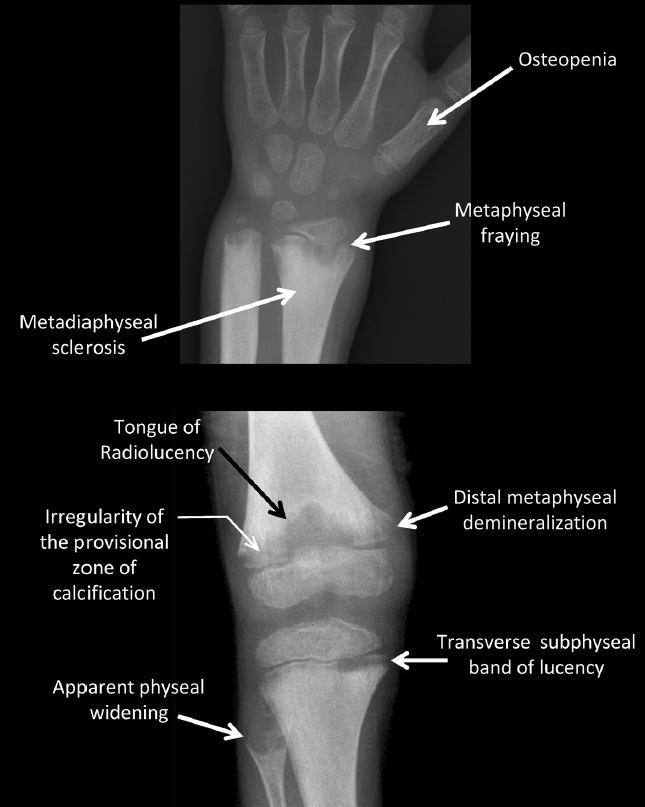 Osteopenia
Metaphyseal
fraying
Metadiaphyseal
sclerosis
Tongue of
Radiolucency
Irregularity of
the provisional
zone of
calcification
Distal metaphyseal
demineralization
Transverse subphyseal
band of lucency
Apparent physeal
widening